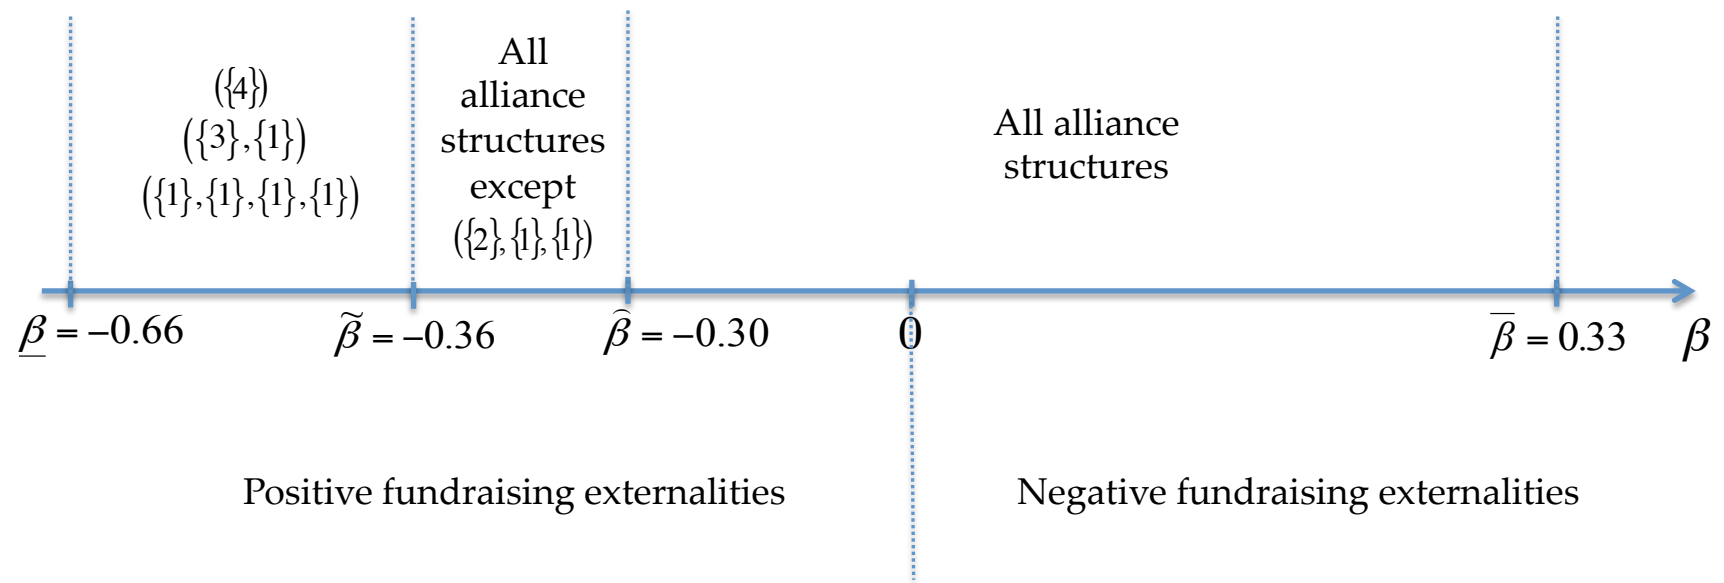 ({4})
({3},{1})
({1},{1},{1},{1})
All
alliance
structures
except
({2},{1},{1})
All alliance
structures
β̲ = −0.66
β̃ = −0.36
β̑ = −0.30
0
β̅ = 0.33
β
Positive fundraising externalities
Negative fundraising externalities